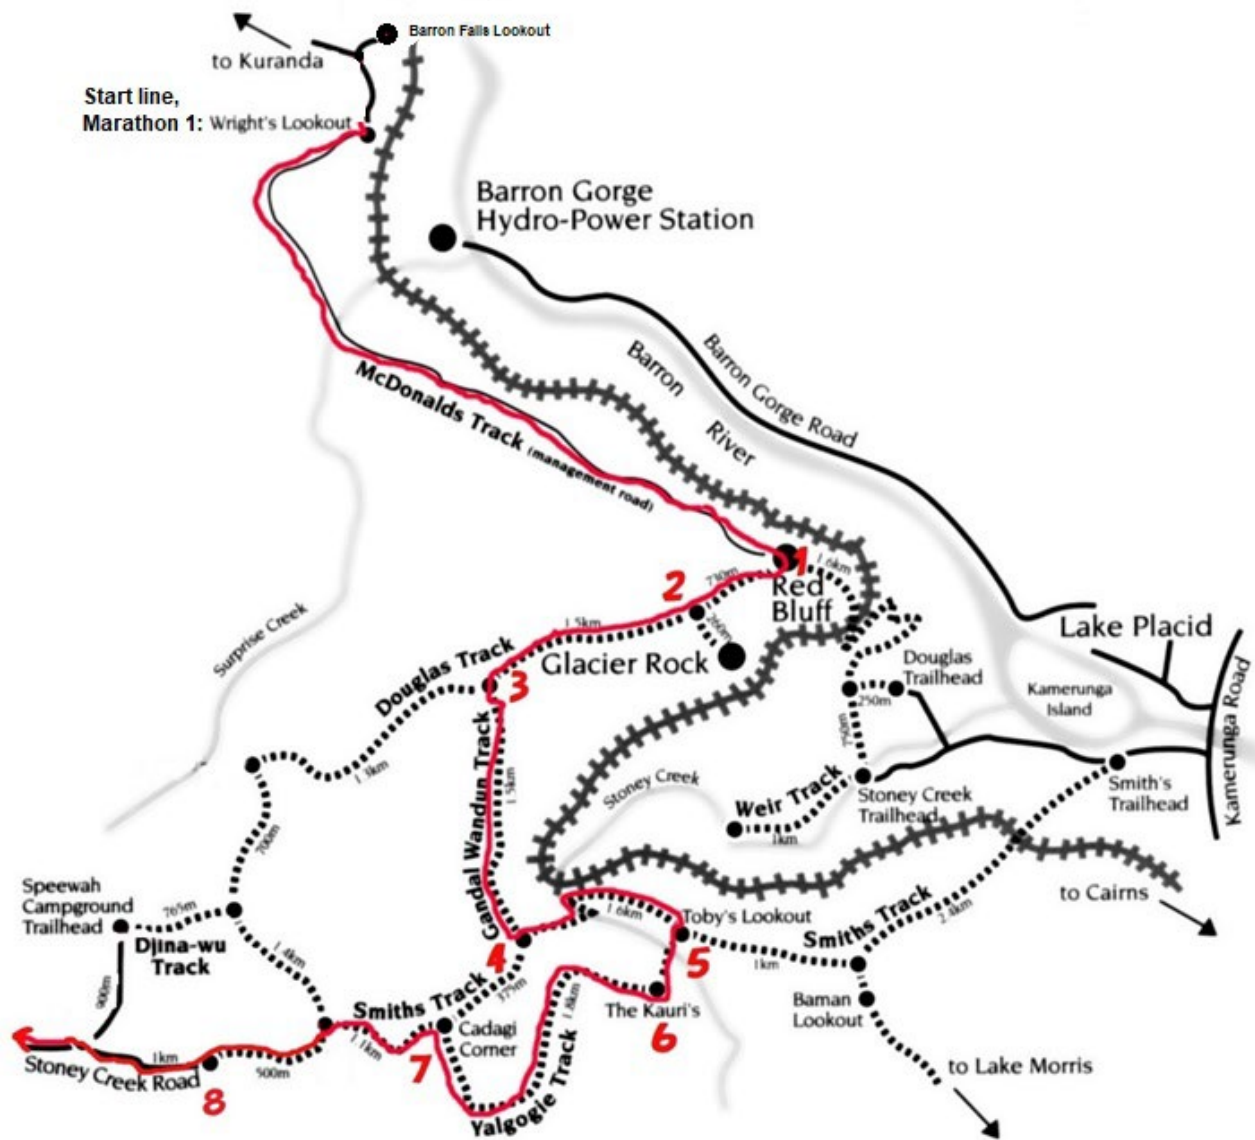 Barron Falls Lookout
to Kuranda
Start line,
Marathon 1: Wright's Lookout
Barron Gorge
Hydro-Power Station
Barron
River
Barron Gorge Road
McDonalds Track (management road)
1
1.6km
Red
Bluff
2
730m
260m
1.5km
Glacier Rock
Surprise Creek
Douglas Track
3
Lake Placid
Douglas
Trailhead
250m
Kamerunga
Island
Kamerunga Road
750m
1.3km
Gandal Wandun Track
1.5km
Stoney Creek
Weir Track
1km
Stoney Creek
Trailhead
Smith's
Trailhead
700m
to Cairns
Speewah
Campground
Trailhead
765m
Djina-wu
Track
1.4km
900m
4
1.6km
Toby's Lookout
5
Smiths Track
2.4km
1km
Smiths Track
375m
1.8km
The Kauri's
6
Baman
Lookout
Cadagi
Corner
1.1km
7
Yalgogie Track
to Lake Morris
1km
Stoney Creek Road
500m
8